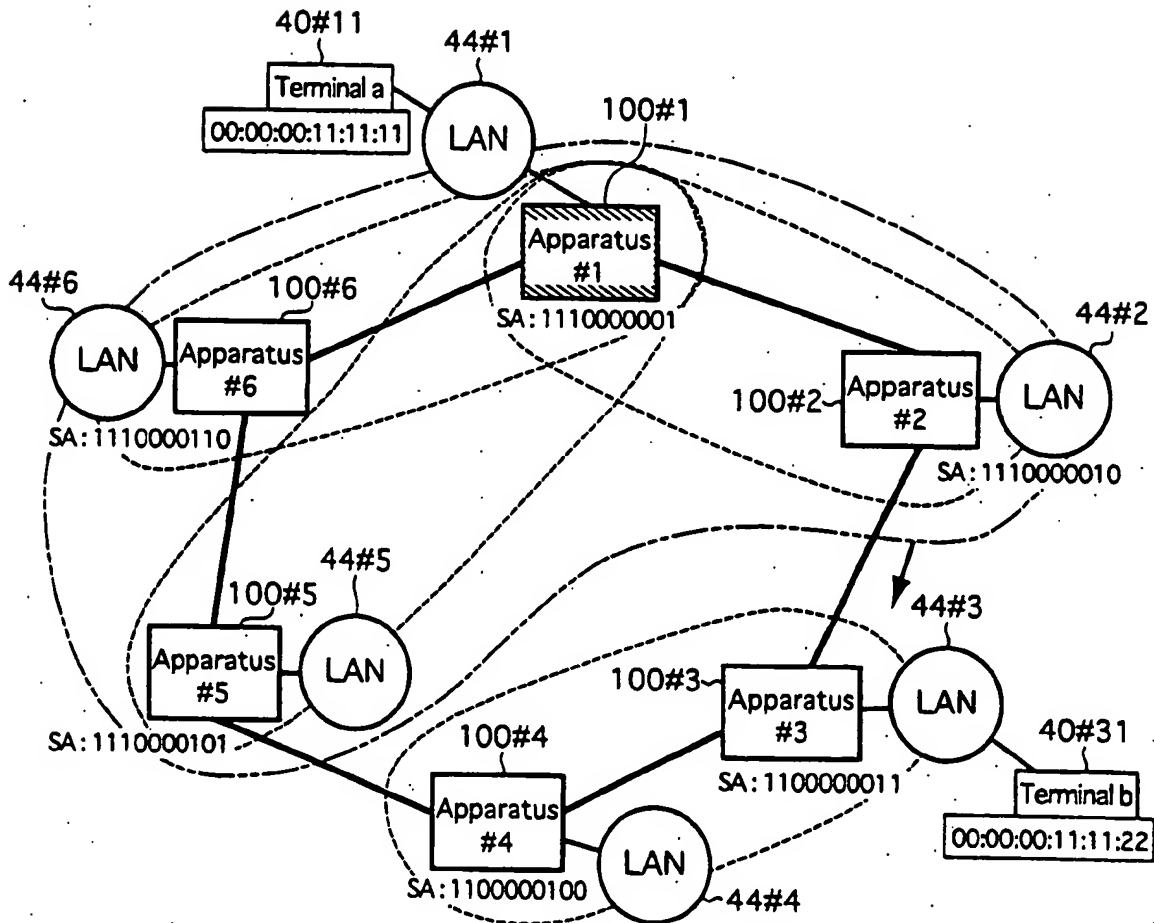 40#11
44#1
Terminal a
00:00:00:11:11:11
LAN
100#1
Apparatus
#1
SA:1110000001
44#6
100#6
LAN
Apparatus
#6
SA:1110000110
44#2
100#2
Apparatus
#2
LAN
SA:1110000010
44#5
100#5
Apparatus
#5
LAN
SA:1110000101
44#3
100#3
Apparatus
#3
LAN
SA:1100000011
40#31
Terminal b
00:00:00:11:11:22
100#4
Apparatus
#4
LAN
SA:1100000100
44#4